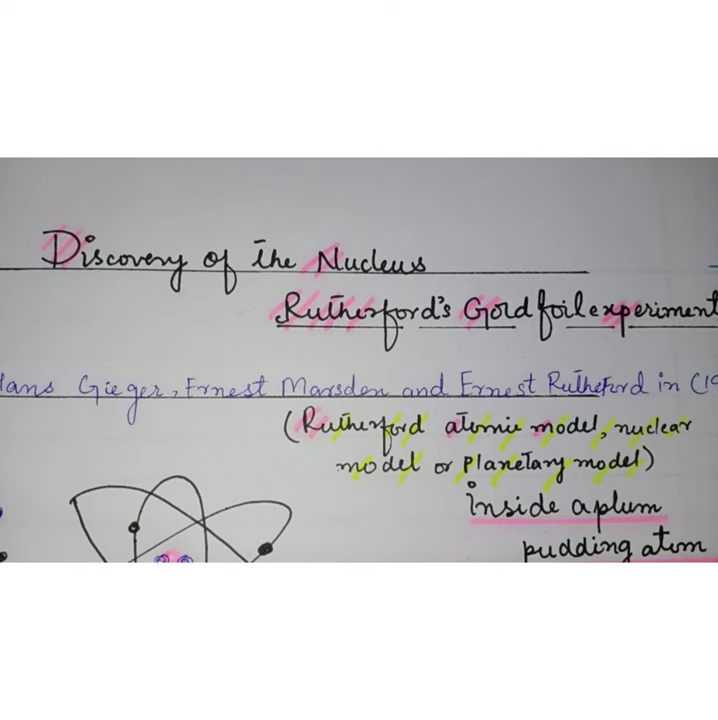 Discovery of the Nucleus
Rutherford's Gold foil experiment
Hans Gieger, Ernest Marsden and Ernest Rutheford in
(Rutherford atomic model, nuclear
model or planetary model)
Inside a plum
pudding atom